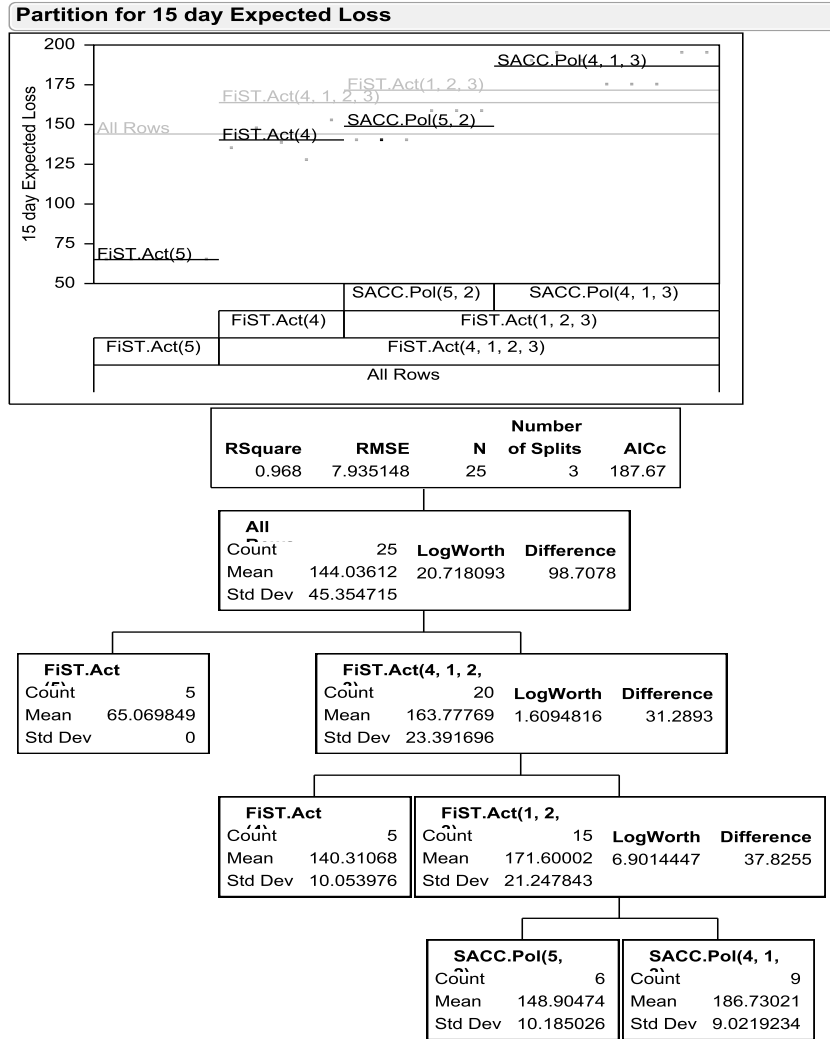 Partition for 15 day Expected Loss
200
175
150
125
100
75
50
15 day Expected Loss
SACC.Pol(4, 1, 3)
FiST.Act(1, 2, 3)
FiST.Act(4, 1, 2, 3)
SACC.Pol(5, 2)
All Rows
FiST.Act(4)
FiST.Act(5)
SACC.Pol(5, 2) SACC.Pol(4, 1, 3)
FiST.Act(4) FiST.Act(1, 2, 3)
FiST.Act(5) FiST.Act(4, 1, 2, 3)
All Rows
Number
RSquare RMSE N of Splits AICc
0.968 7.935148 25 3 187.67
All
Count 25 LogWorth Difference
Mean 144.03612 20.718093 98.7078
Std Dev 45.354715
FiST.Act
Count 5
Mean 65.069849
Std Dev 0
FiST.Act(4, 1, 2,
Count 20 LogWorth Difference
Mean 163.77769 1.6094816 31.2893
Std Dev 23.391696
FiST.Act
Count 5
Mean 140.31068
Std Dev 10.053976
FiST.Act(1, 2,
Count 15 LogWorth Difference
Mean 171.60002 6.9014447 37.8255
Std Dev 21.247843
SACC.Pol(5,
Count 6
Mean 148.90474
Std Dev 10.185026
SACC.Pol(4, 1,
Count 9
Mean 186.73021
Std Dev 9.0219234